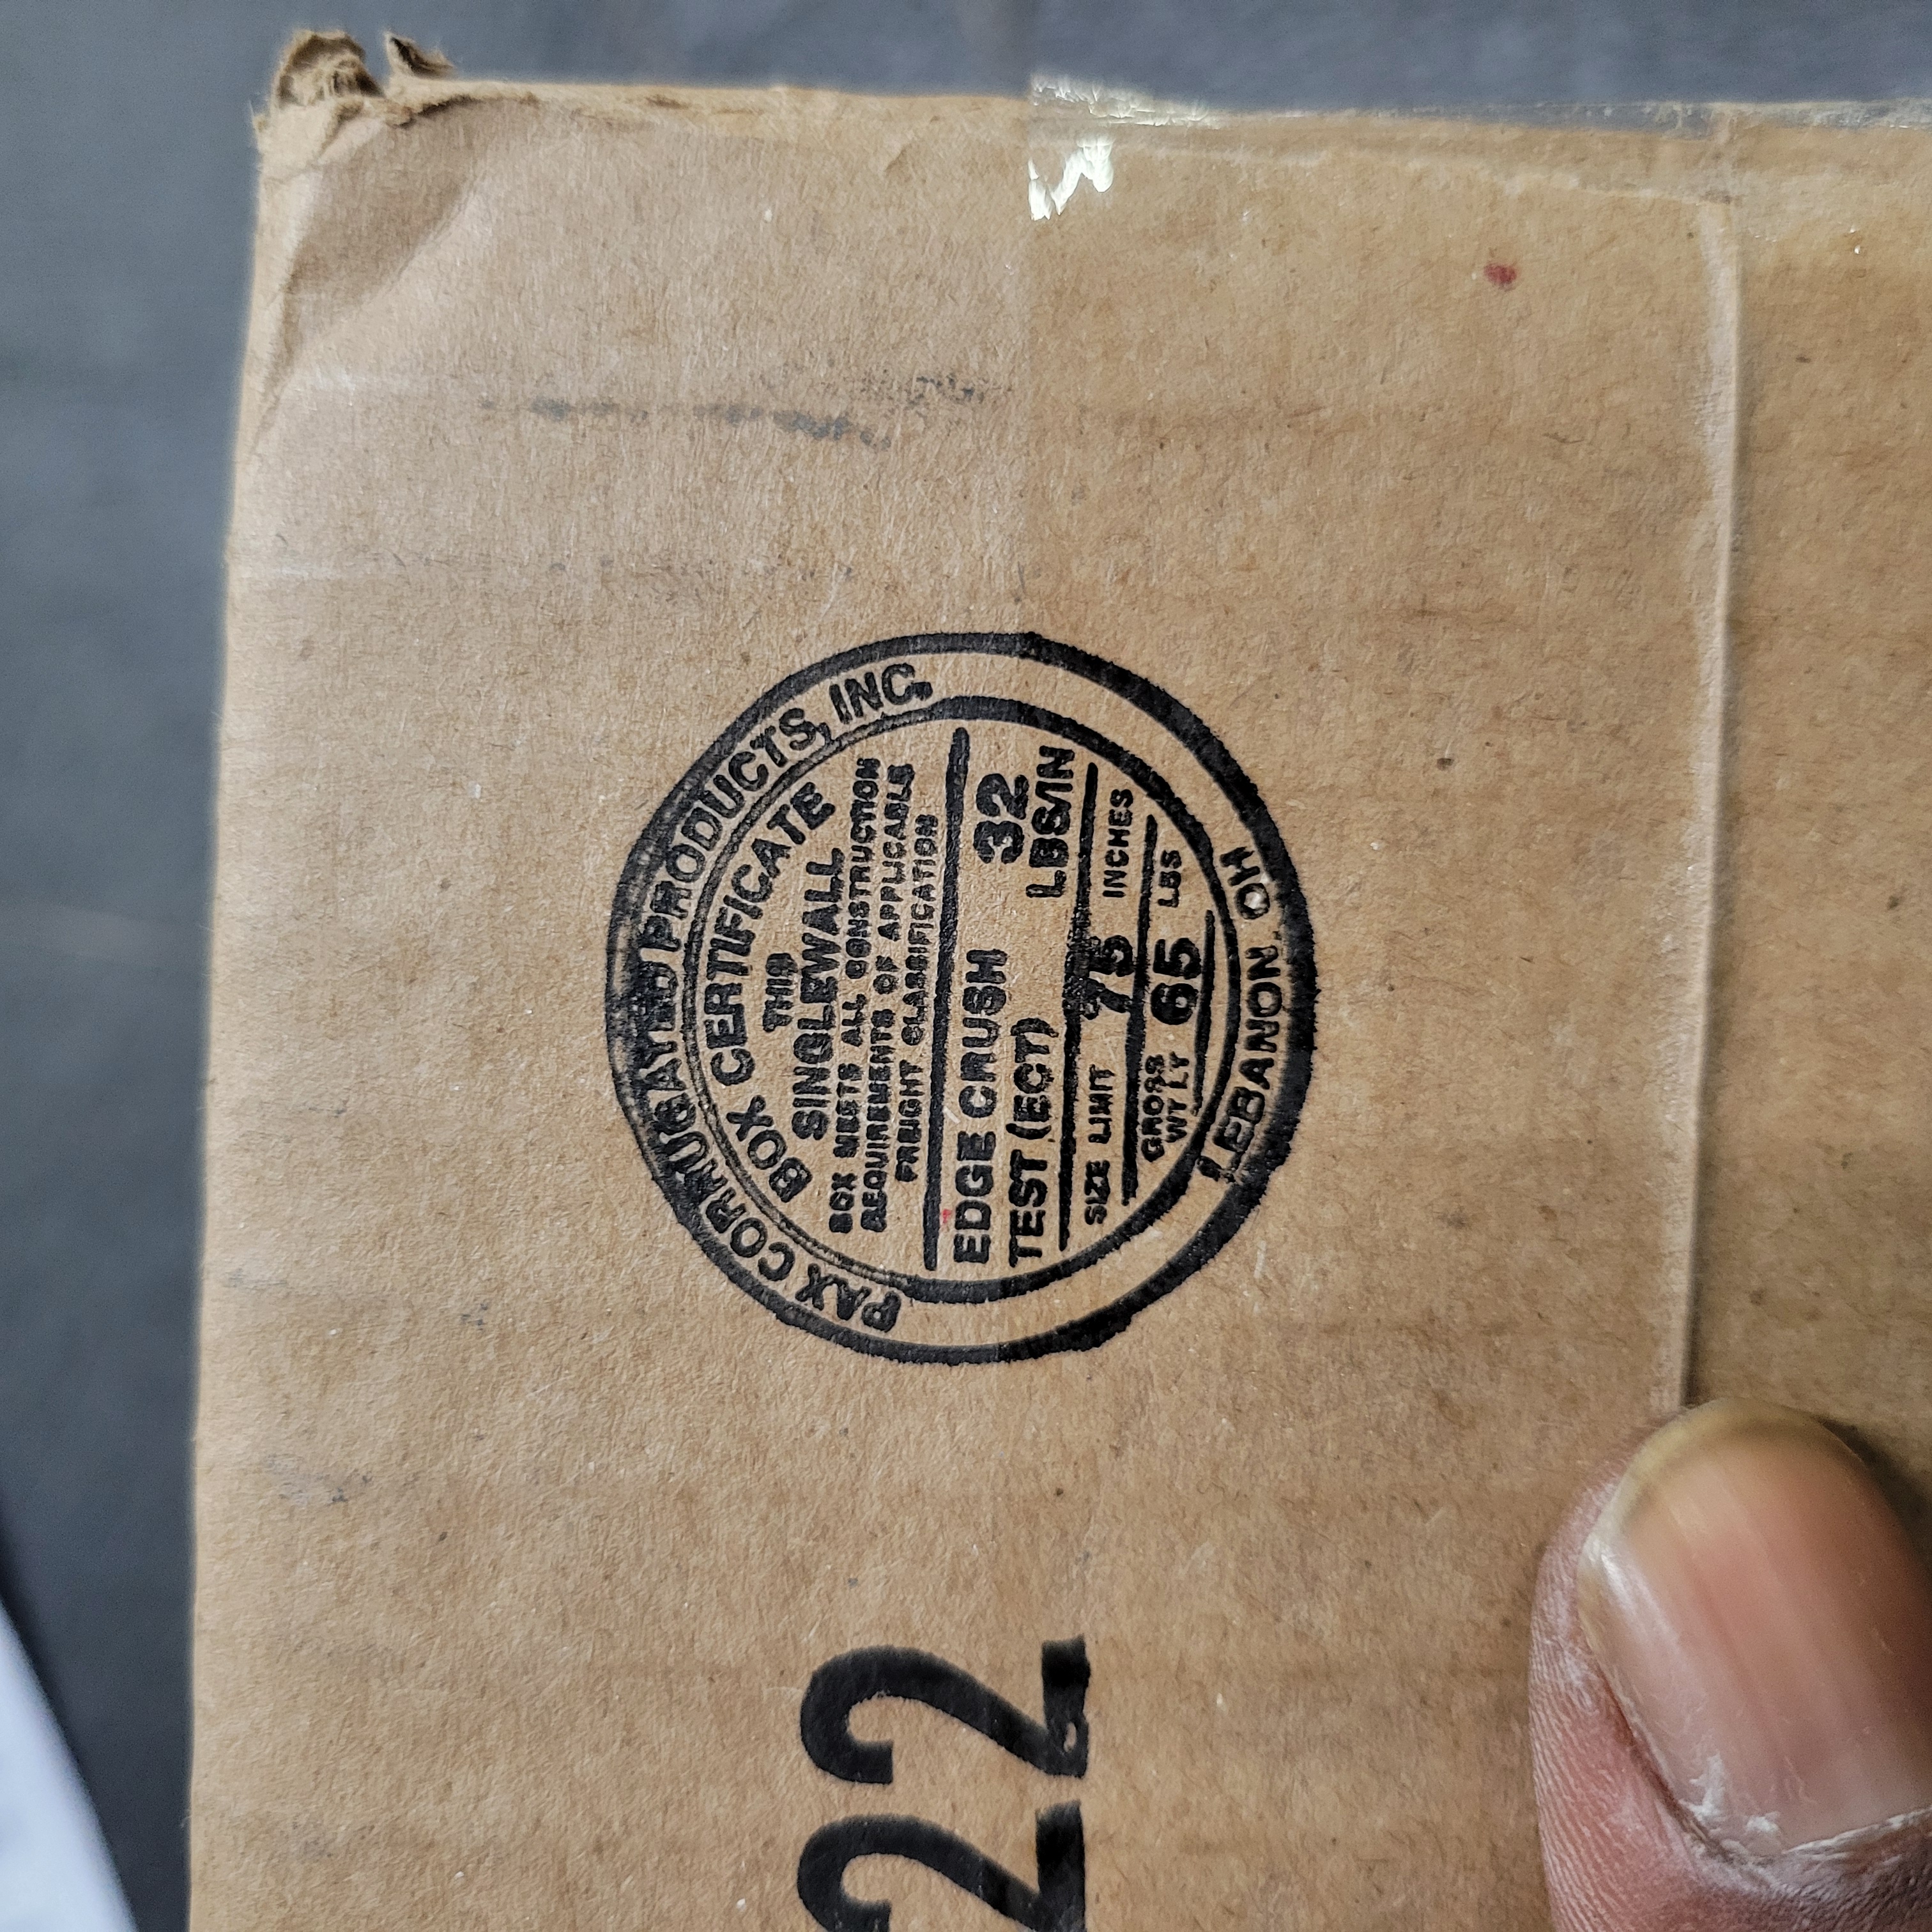 PAX CORRUGATED PRODUCTS, INC.
BOX CERTIFICATE
THIS
SINGLEWALL
BOX MEETS ALL CONSTRUCTION
REQUIREMENTS OF APPLICABLE
FREIGHT CLASSIFICATION
EDGE CRUSH
TEST (ECT)
32
LBS/IN
SIZE LIMIT 75 INCHES
GROSS
WT LT 65 LBS
LEBANON, OH
22